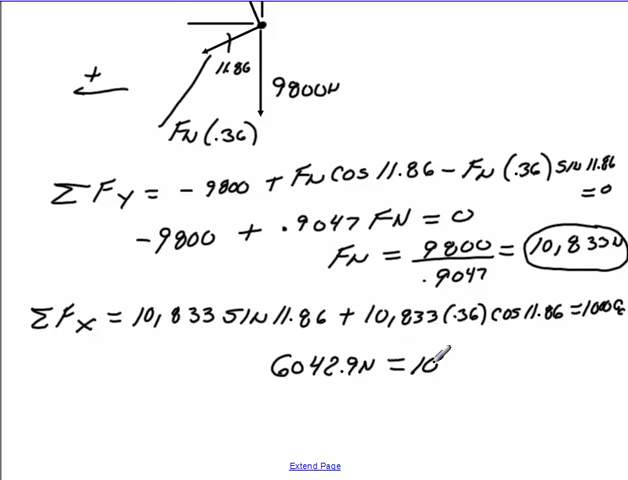 +
11.86
9800N
FN (.36)
ΣFy = - 9800 + FN cos 11.86 - FN (.36) SIN 11.86 = 0
-9800 + .9047 FN = 0
FN = 9800/.9047 = 10,833N
ΣFx = 10,833 SIN 11.86 + 10,833 (.36) cos 11.86 = 1000
6042.9N = 10
Extend Page